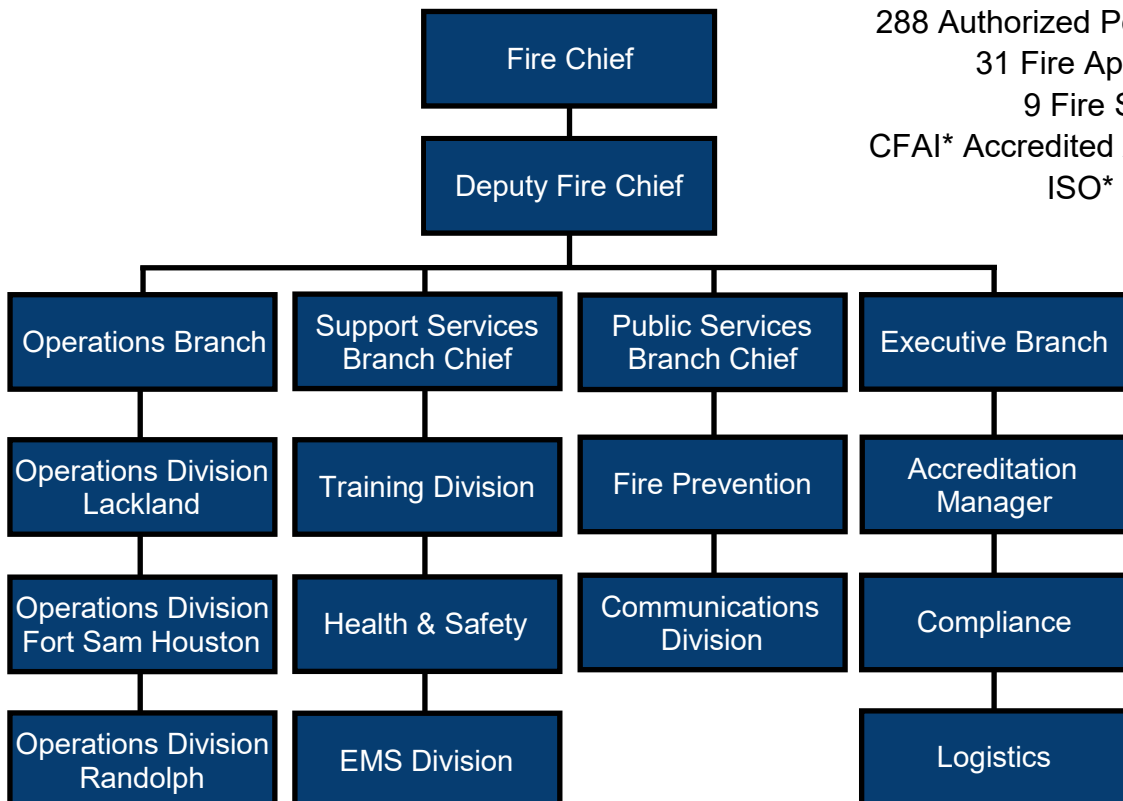 288 Authorized
31 Fire
9 Fire
CFAI* Accredited
ISO*
Fire Chief
Deputy Fire Chief
Operations Branch
Support Services
Branch Chief
Public Services
Branch Chief
Executive Branch
Operations Division
Lackland
Training Division
Fire Prevention
Accreditation
Manager
Operations Division
Fort Sam Houston
Health & Safety
Communications
Division
Compliance
Operations Division
Randolph
EMS Division
Logistics